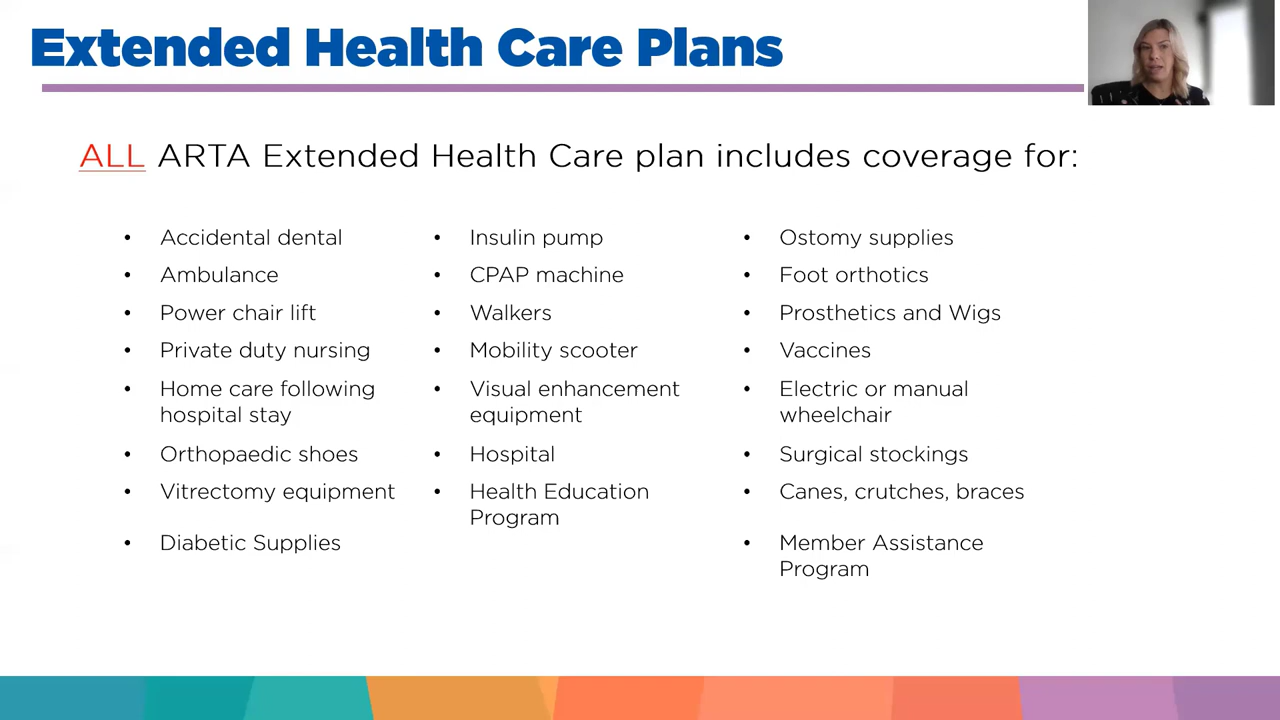 Extended Health Care Plans
ALL ARTA Extended Health Care plan includes coverage for:
• Accidental dental
• Ambulance
• Power chair lift
• Private duty nursing
• Home care following
hospital stay
• Orthopaedic shoes
• Vitrectomy equipment
• Diabetic Supplies
• Insulin pump
• CPAP machine
• Walkers
• Mobility scooter
• Visual enhancement
equipment
• Hospital
• Health Education
Program
• Ostomy supplies
• Foot orthotics
• Prosthetics and Wigs
• Vaccines
• Electric or manual
wheelchair
• Surgical stockings
• Canes, crutches, braces
• Member Assistance
Program